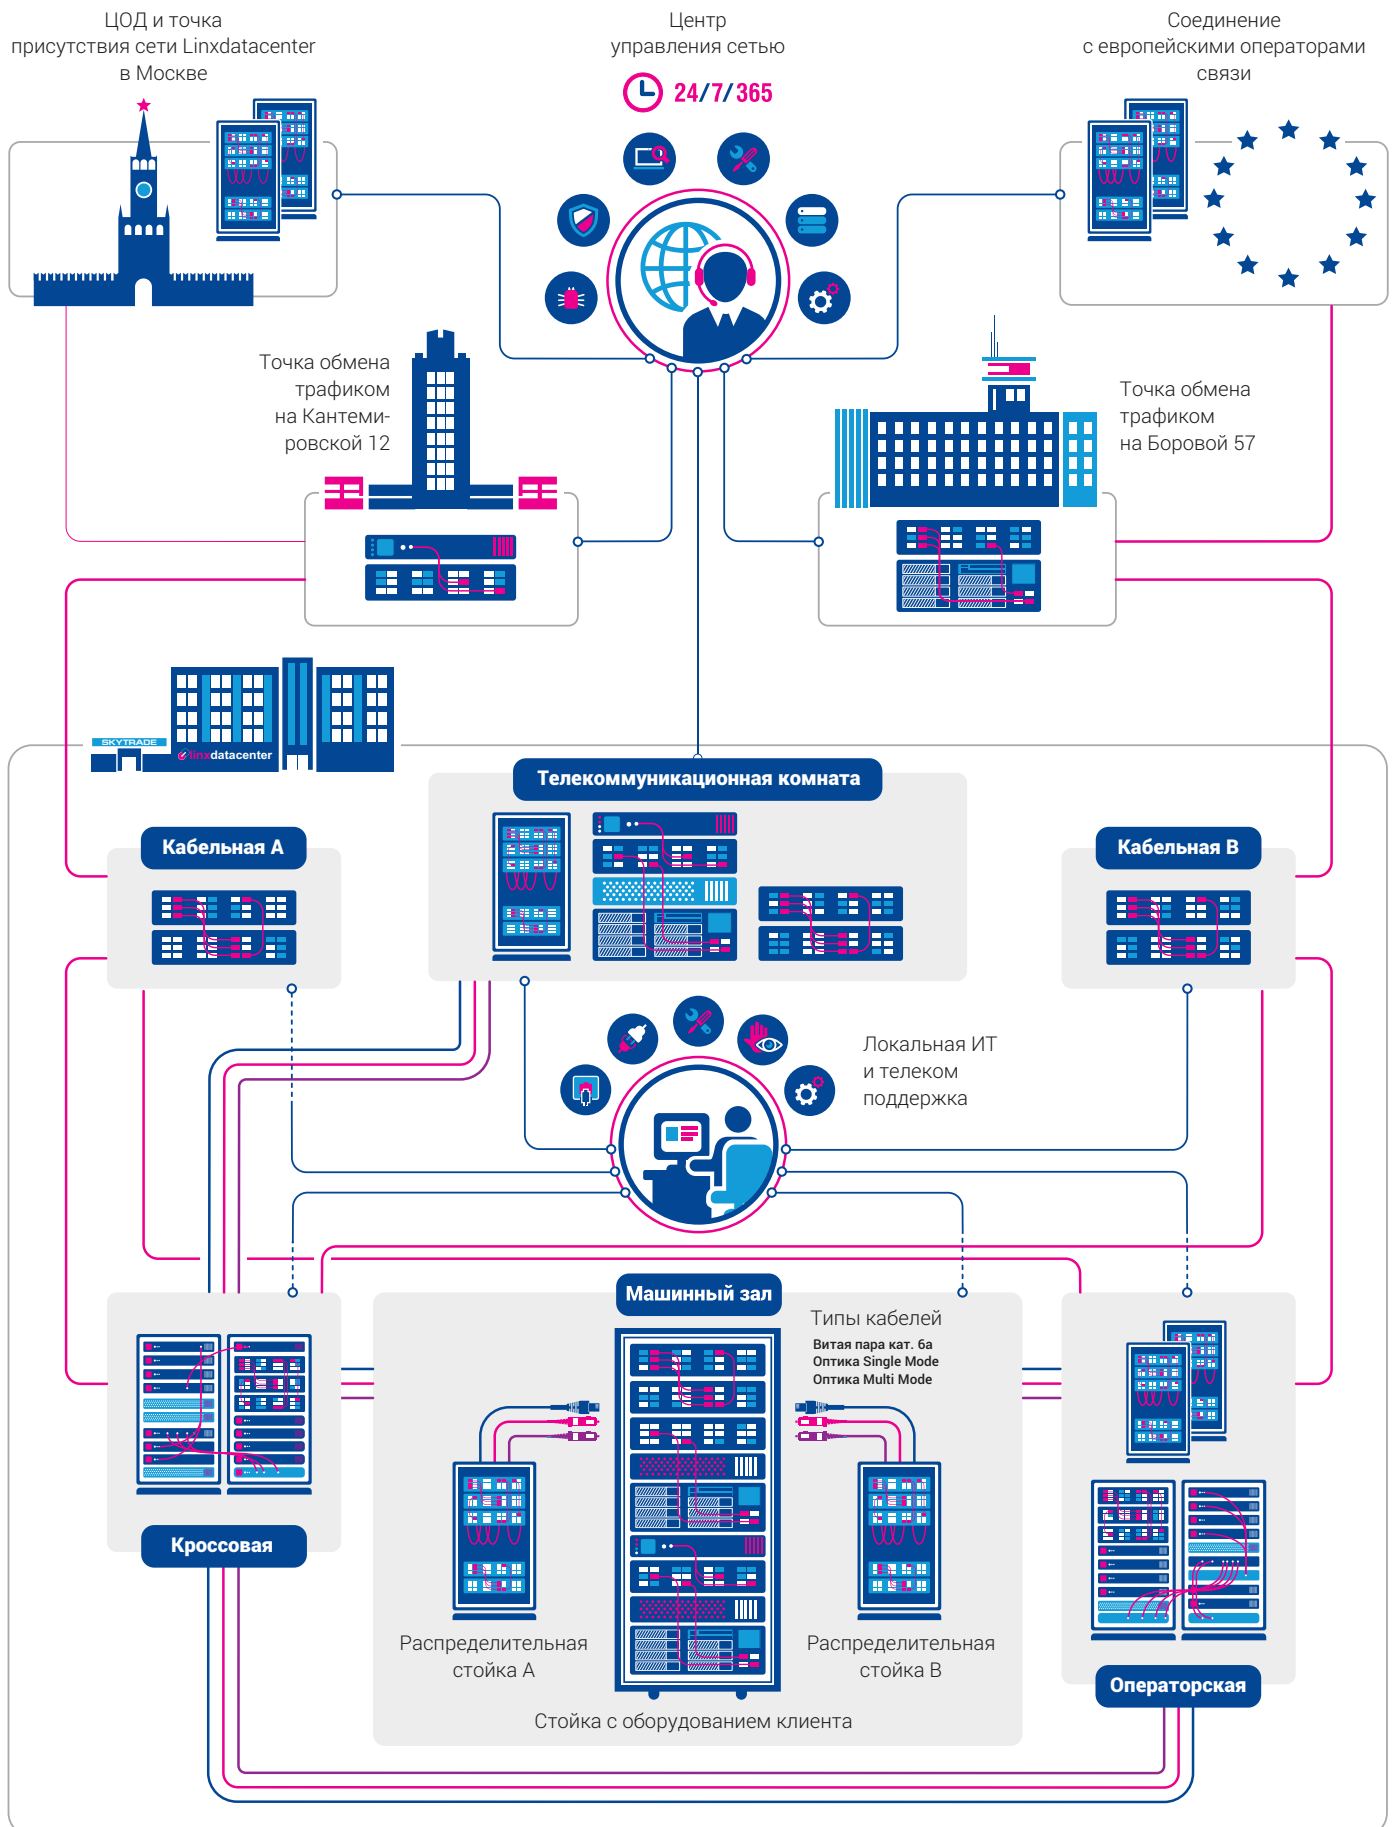 ЦОД и точка
присутствия сети Linxdatacenter
в Москве
Центр
управления сетью
24/7/365
Соединение
с европейскими операторами
связи
Точка обмена
трафиком
на Кантеми-
ровской 12
Точка обмена
трафиком
на Боровой 57
SKYTRADE
linxdatacenter
Телекоммуникационная комната
Кабельная А
Кабельная В
Локальная ИТ
и телеком
поддержка
Машинный зал
Типы кабелей
Витая пара кат. 6а
Оптика Single Mode
Оптика Multi Mode
Кроссовая
Распределительная
стойка А
Распределительная
стойка В
Операторская
Стойка с оборудованием клиента